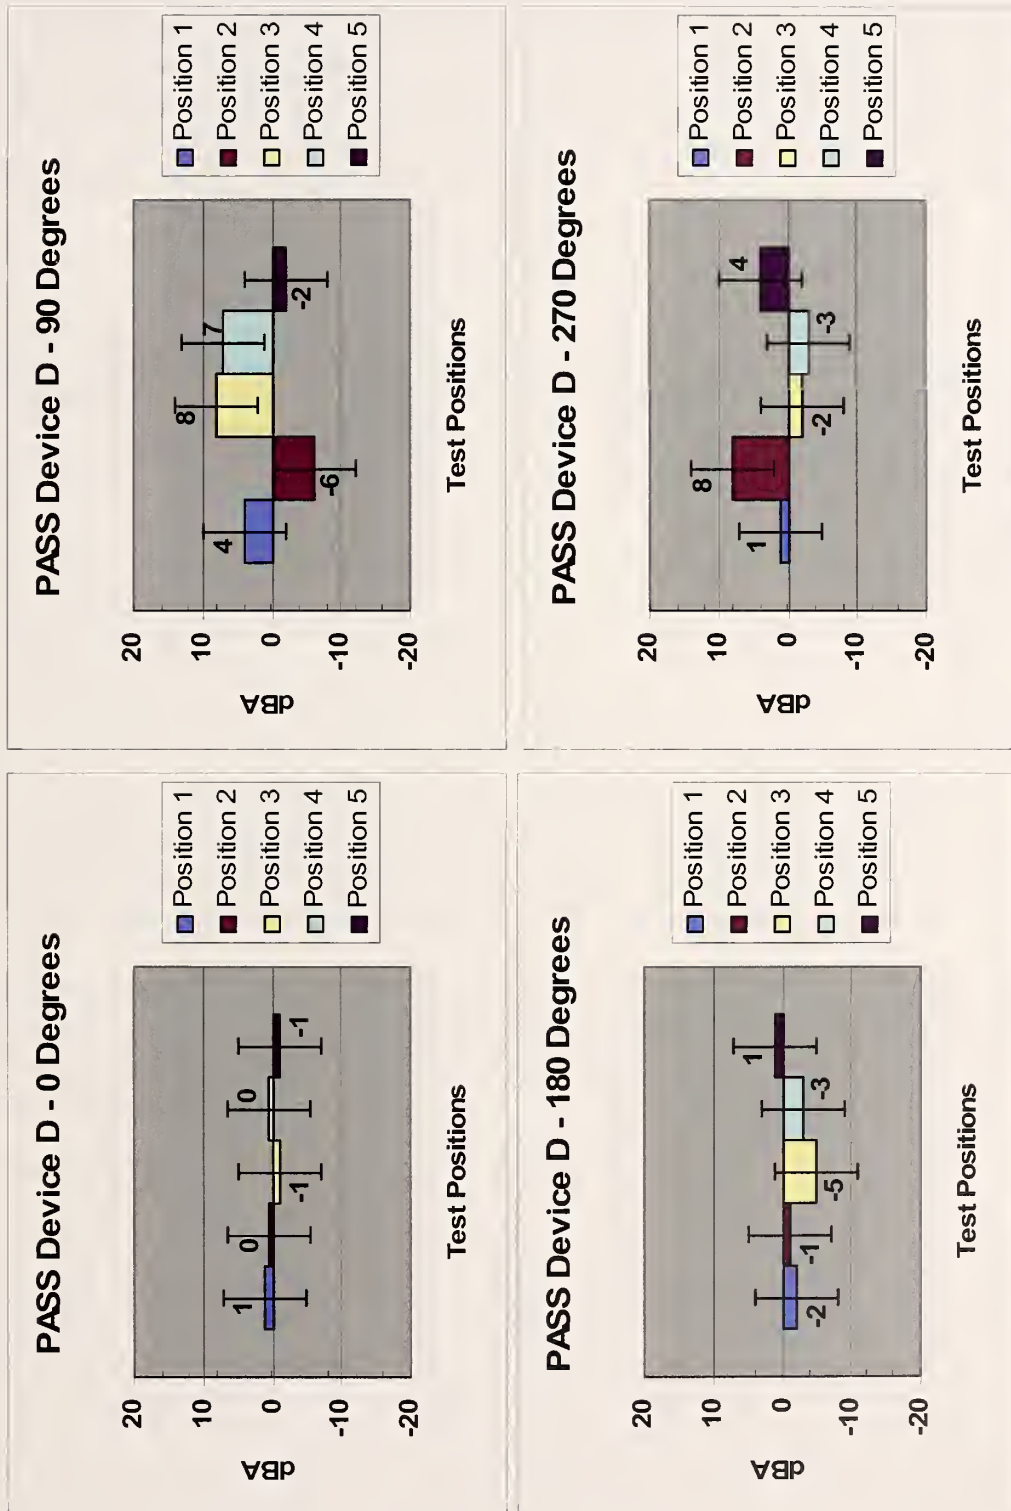 PASS Device D - 0 Degrees
dBA
20
10
0
-10
-20
1
0
-1
0
-1
Test Positions
Position 1
Position 2
Position 3
Position 4
Position 5
PASS Device D - 90 Degrees
dBA
20
10
0
-10
-20
4
-6
8
7
-2
Test Positions
Position 1
Position 2
Position 3
Position 4
Position 5
PASS Device D - 180 Degrees
dBA
20
10
0
-10
-20
-2
-1
-5
-3
1
Test Positions
Position 1
Position 2
Position 3
Position 4
Position 5
PASS Device D - 270 Degrees
dBA
20
10
0
-10
-20
1
8
-2
-3
4
Test Positions
Position 1
Position 2
Position 3
Position 4
Position 5